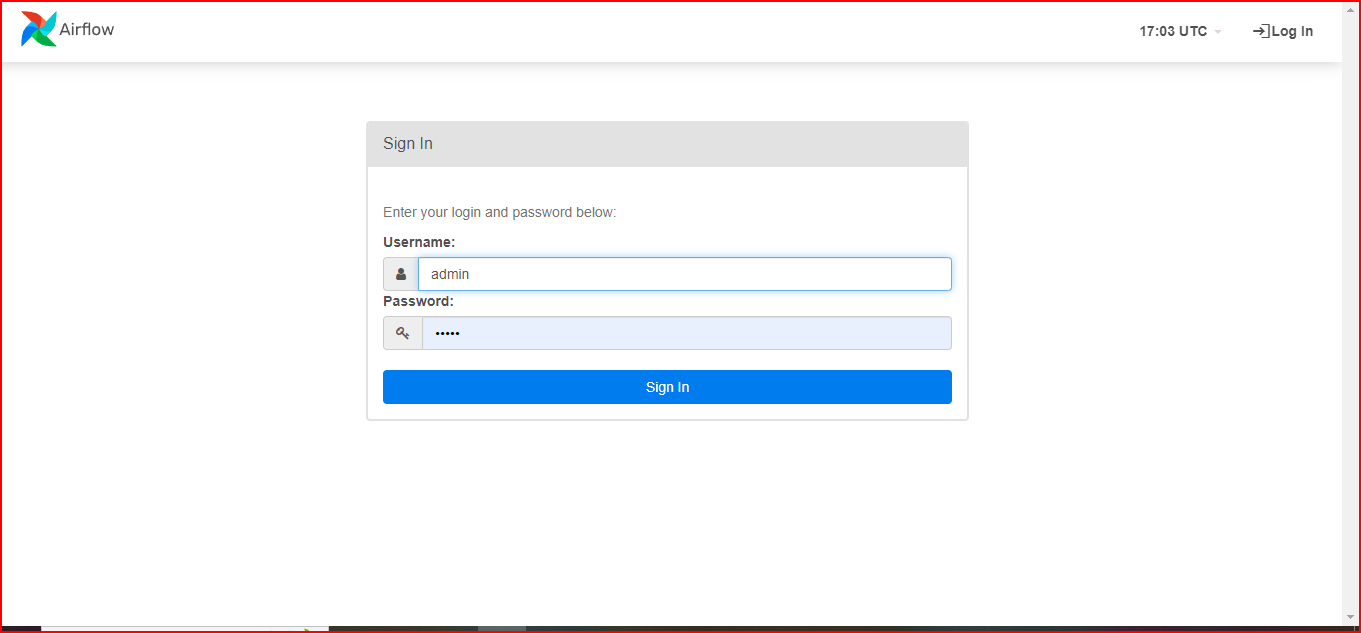 Airflow
17:03 UTC
Log In
Sign In
Enter your login and password below:
Username:
admin
Password:
•••••
Sign In